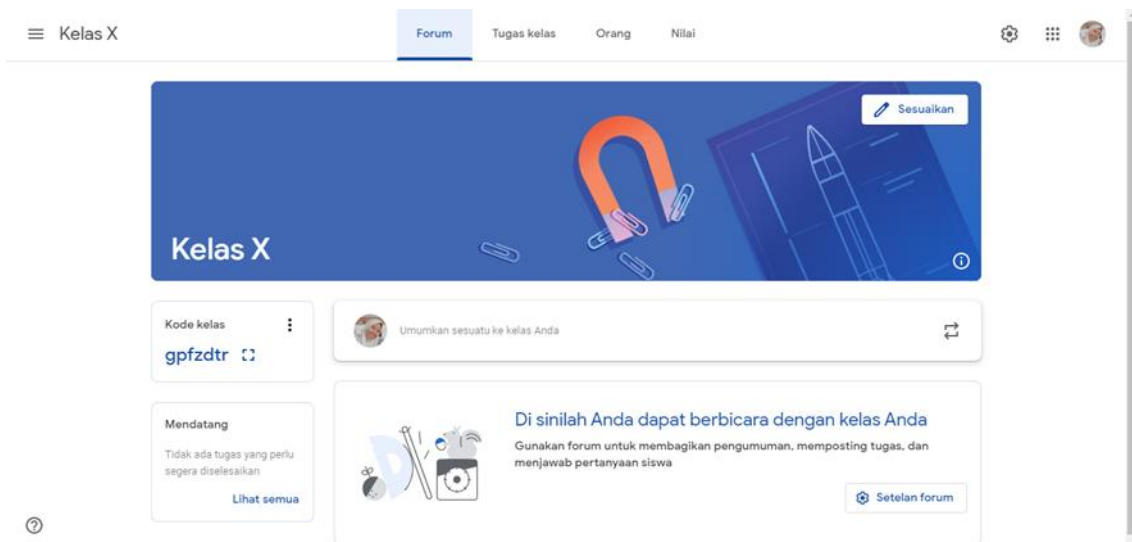 Kelas X
Forum Tugas kelas Orang Nilai
Sesuaikan
Kelas X
Kode kelas
gpfzdtr
Umumkan sesuatu ke kelas Anda
Mendatang
Tidak ada tugas yang perlu
segera diselesaikan
Lihat semua
Di sinilah Anda dapat berbicara dengan kelas Anda
Gunakan forum untuk membagikan pengumuman, memposting tugas, dan
menjawab pertanyaan siswa
Setelan forum